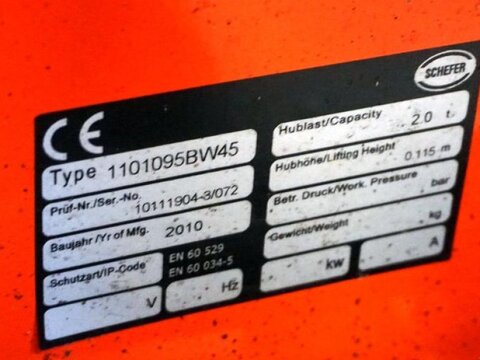 CE
SCHEFER
Type 1101095BW45
Prüf-Nr./Ser.-No.
10111904-3/072
Baujahr /Yr of Mfg. 2010
Schutzart/IP-Code
EN 60 529
EN 60 034-5
V
Hz
Hublast/Capacity
2.0 t
Hubhöhe/Lifting Height
0.115 m
Betr. Druck/Work. Pressure
bar
Gewicht/Weight
kg
kw
A